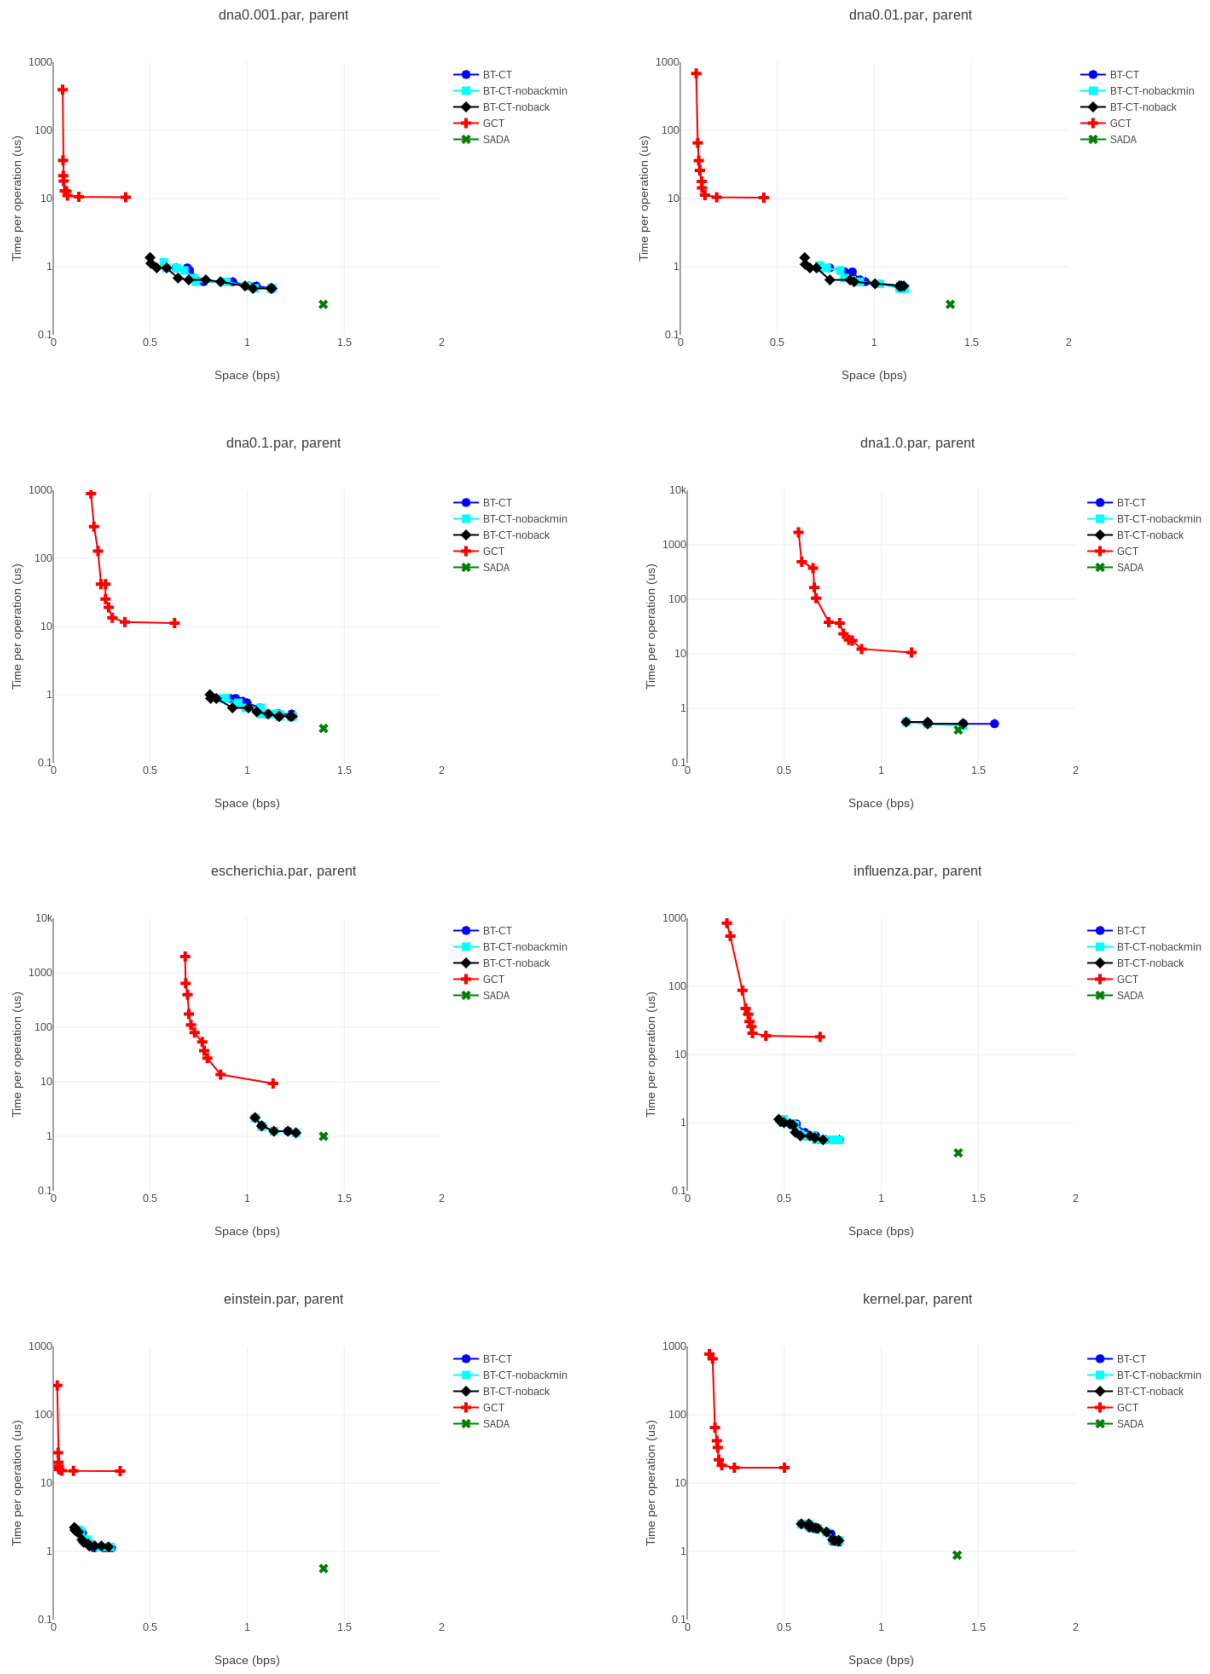 dna0.001.par, parent
1000
100
10
1
0.1
0
0.5
1
1.5
2
Time per operation (us)
Space (bps)
BT-CT
BT-CT-nobackmin
BT-CT-noback
GCT
SADA
dna0.01.par, parent
1000
100
10
1
0.1
0
0.5
1
1.5
2
Time per operation (us)
Space (bps)
BT-CT
BT-CT-nobackmin
BT-CT-noback
GCT
SADA
dna0.1.par, parent
1000
100
10
1
0.1
0
0.5
1
1.5
2
Time per operation (us)
Space (bps)
BT-CT
BT-CT-nobackmin
BT-CT-noback
GCT
SADA
dna1.0.par, parent
10k
1000
100
10
1
0.1
0
0.5
1
1.5
2
Time per operation (us)
Space (bps)
BT-CT
BT-CT-nobackmin
BT-CT-noback
GCT
SADA
escherichia.par, parent
10k
1000
100
10
1
0.1
0
0.5
1
1.5
2
Time per operation (us)
Space (bps)
BT-CT
BT-CT-nobackmin
BT-CT-noback
GCT
SADA
influenza.par, parent
1000
100
10
1
0.1
0
0.5
1
1.5
2
Time per operation (us)
Space (bps)
BT-CT
BT-CT-nobackmin
BT-CT-noback
GCT
SADA
einstein.par, parent
1000
100
10
1
0.1
0
0.5
1
1.5
2
Time per operation (us)
Space (bps)
BT-CT
BT-CT-nobackmin
BT-CT-noback
GCT
SADA
kernel.par, parent
1000
100
10
1
0.1
0
0.5
1
1.5
2
Time per operation (us)
Space (bps)
BT-CT
BT-CT-nobackmin
BT-CT-noback
GCT
SADA